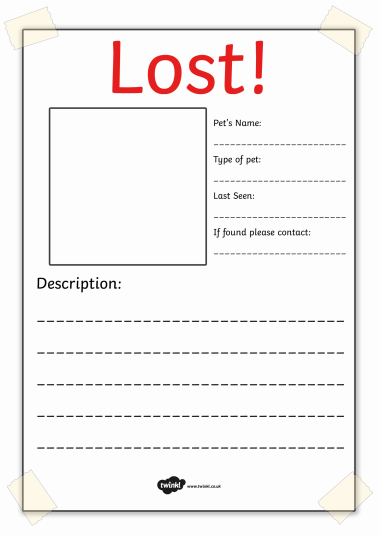 Lost!
Pet's Name:
Type of pet:
Last Seen:
If found please contact:
Description:
twinkl www.twinkl.co.uk